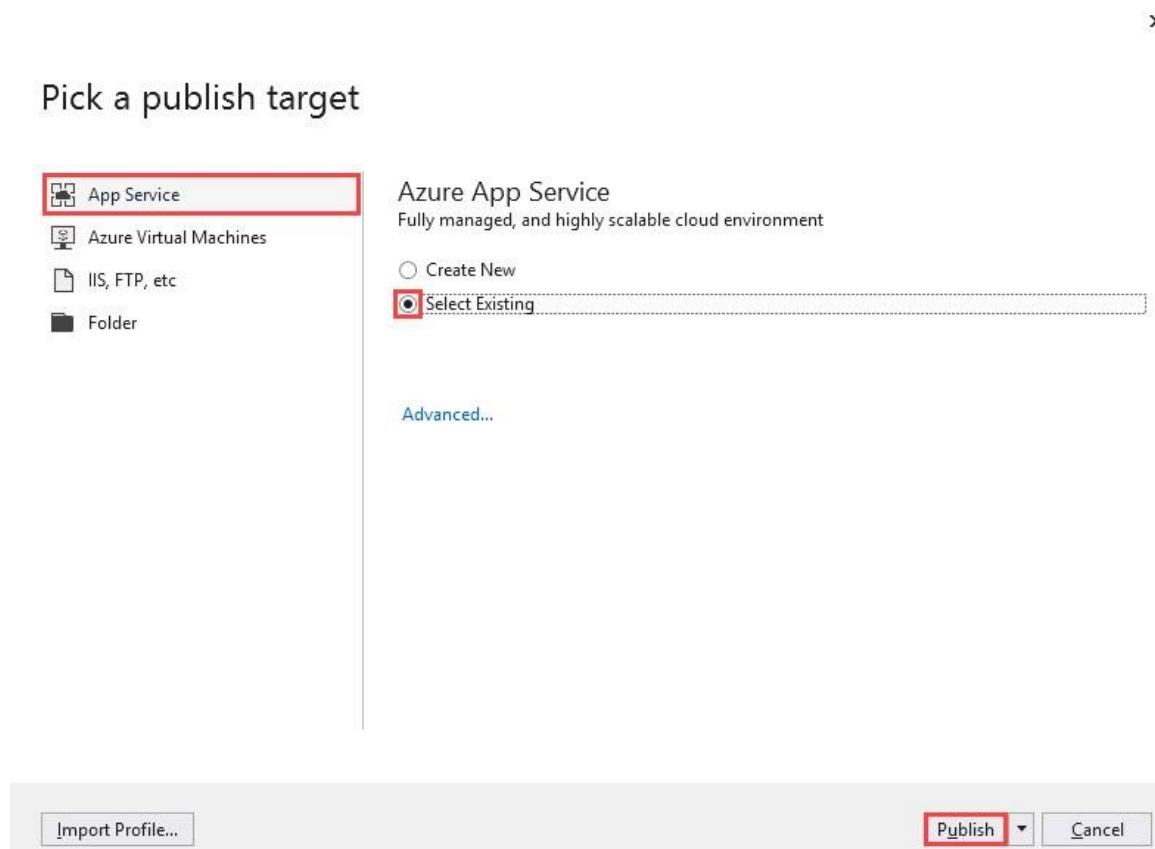 Pick a publish target
App Service
Azure Virtual Machines
IIS, FTP, etc
Folder
Azure App Service
Fully managed, and highly scalable cloud environment
Create New
Select Existing
Advanced...
Import Profile...
Publish
Cancel